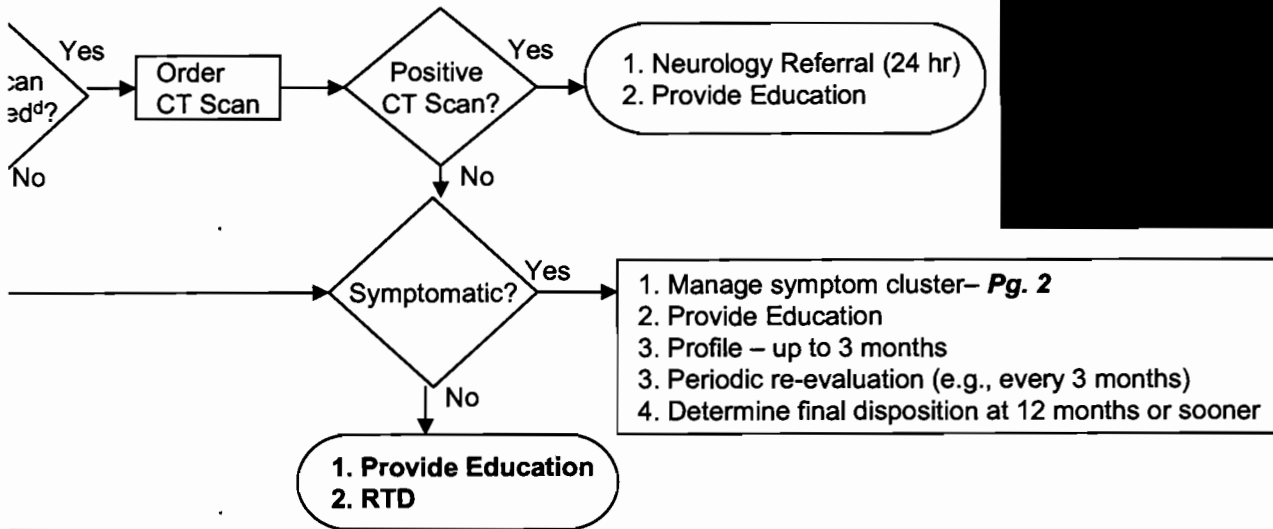 Yes
can
ed^d?
No
Order
CT Scan
Positive
CT Scan?
Yes
1. Neurology Referral (24 hr)
2. Provide Education
No
Symptomatic?
Yes
1. Manage symptom cluster– Pg. 2
2. Provide Education
3. Profile – up to 3 months
3. Periodic re-evaluation (e.g., every 3 months)
4. Determine final disposition at 12 months or sooner
No
1. Provide Education
2. RTD